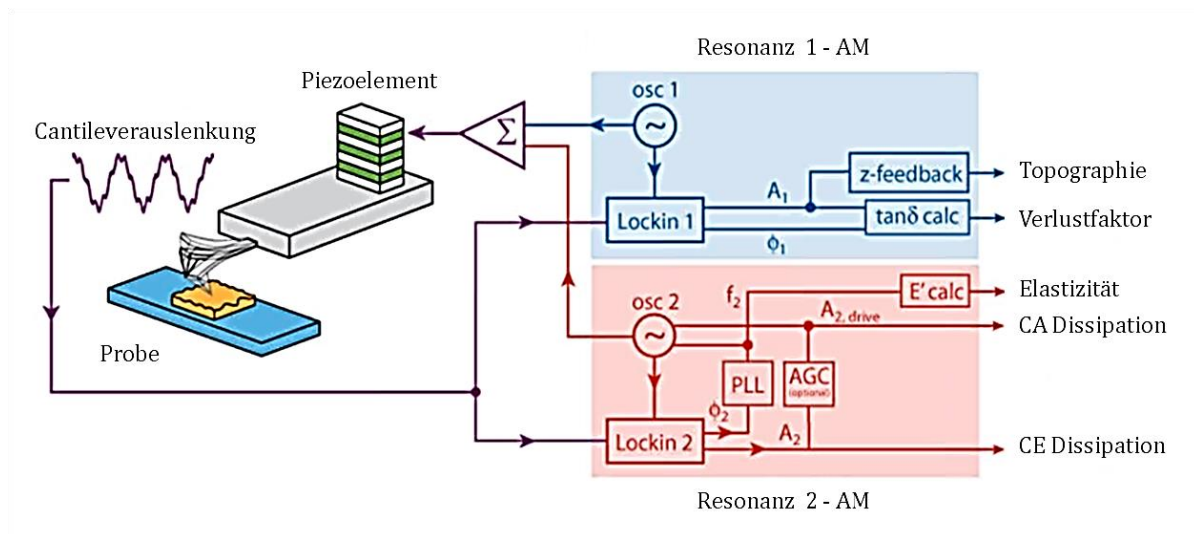 Resonanz 1 - AM
Piezoelement
osc 1
~
Cantileverauslenkung
Σ
z-feedback
Topographie
A1
Lockin 1
tanδ calc
Verlustfaktor
ϕ1
osc 2
~
f2
E' calc
Elastizität
A2, drive
CA Dissipation
Probe
PLL
AGC
(optional)
ϕ2
Lockin 2
A2
CE Dissipation
Resonanz 2 - AM